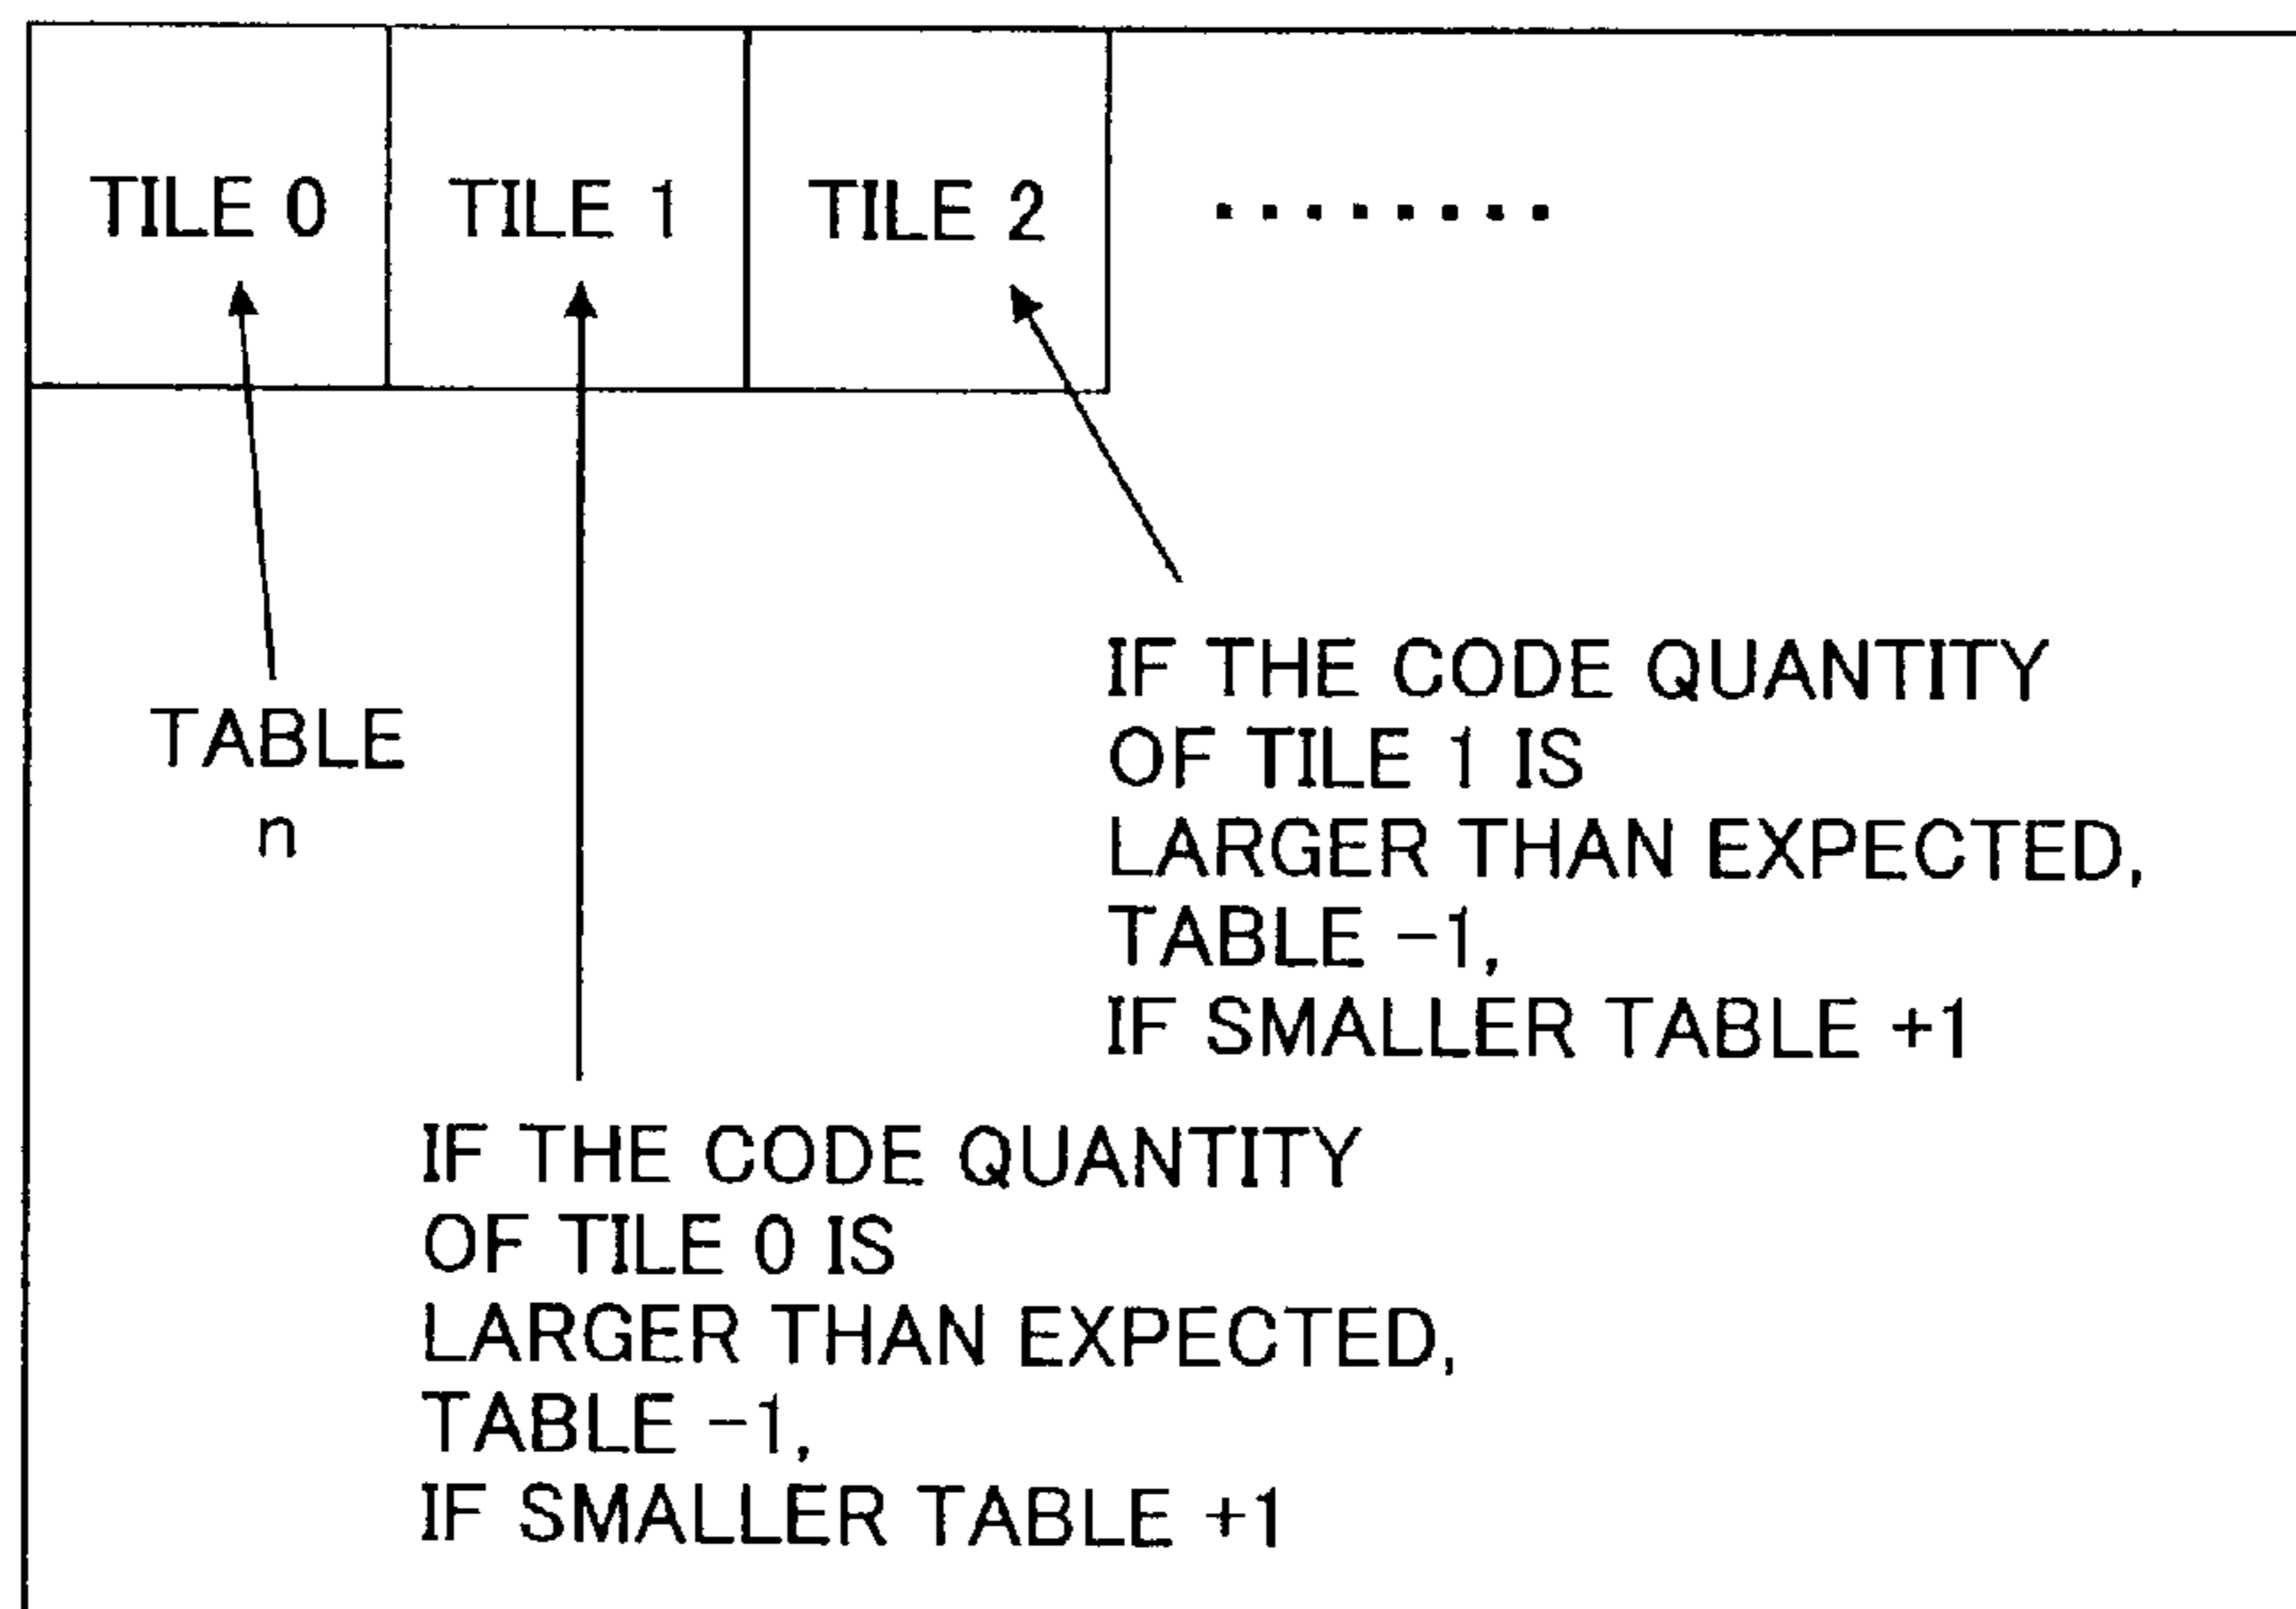 TILE 0 TILE 1 TILE 2 ........
TABLE
n
IF THE CODE QUANTITY
OF TILE 1 IS
LARGER THAN EXPECTED,
TABLE -1,
IF SMALLER TABLE +1
IF THE CODE QUANTITY
OF TILE 0 IS
LARGER THAN EXPECTED,
TABLE -1,
IF SMALLER TABLE +1